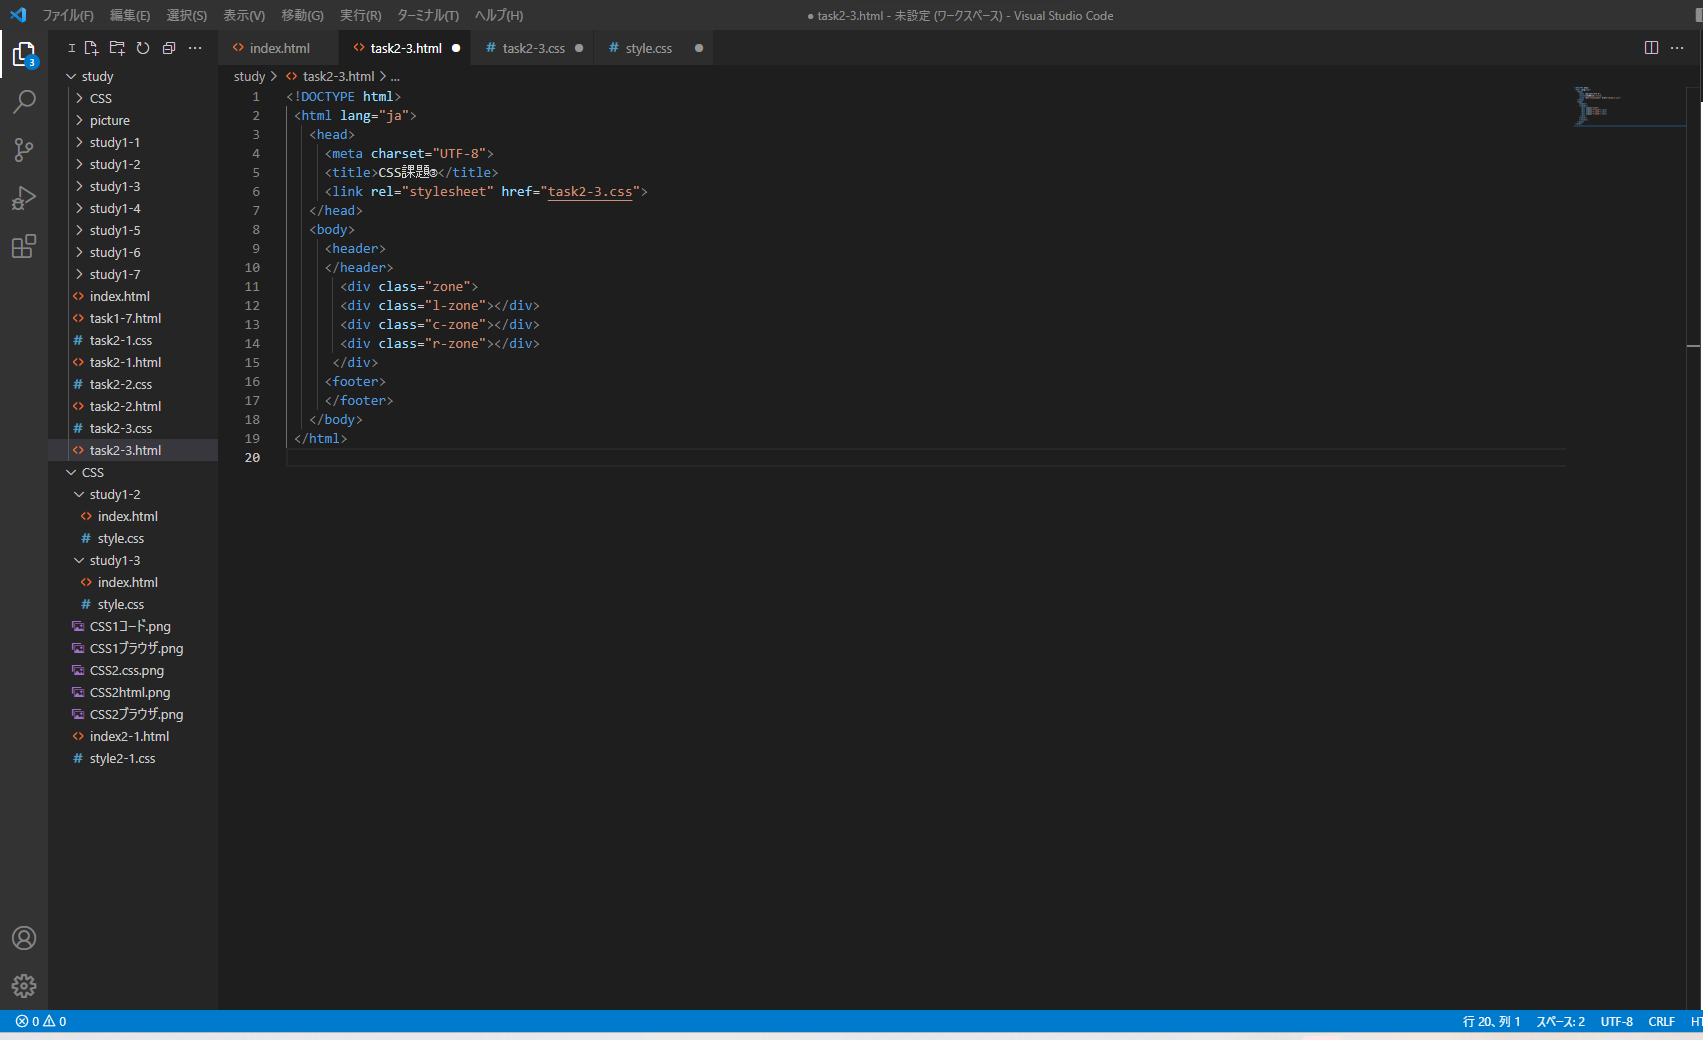 ファイル(F) 編集(E) 選択(S) 表示(V) 移動(G) 実行(R) ターミナル(T) ヘルプ(H)
● task2-3.html - 未設定 (ワークスペース) - Visual Studio Code
3
index.html
task2-3.html
# task2-3.css
# style.css
study
CSS
picture
study1-1
study1-2
study1-3
study1-4
study1-5
study1-6
study1-7
index.html
task1-7.html
# task2-1.css
task2-1.html
# task2-2.css
task2-2.html
# task2-3.css
task2-3.html
CSS
study1-2
index.html
# style.css
study1-3
index.html
# style.css
CSS1コード.png
CSS1ブラウザ.png
CSS2.css.png
CSS2html.png
CSS2ブラウザ.png
index2-1.html
# style2-1.css
study > task2-3.html > ...
1 <!DOCTYPE html>
2 <html lang="ja">
3 <head>
4 <meta charset="UTF-8">
5 <title>CSS課題③</title>
6 <link rel="stylesheet" href="task2-3.css">
7 </head>
8 <body>
9 <header>
10 </header>
11 <div class="zone">
12 <div class="l-zone"></div>
13 <div class="c-zone"></div>
14 <div class="r-zone"></div>
15 </div>
16 <footer>
17 </footer>
18 </body>
19 </html>
20
0 0
行 20、列 1 スペース: 2 UTF-8 CRLF